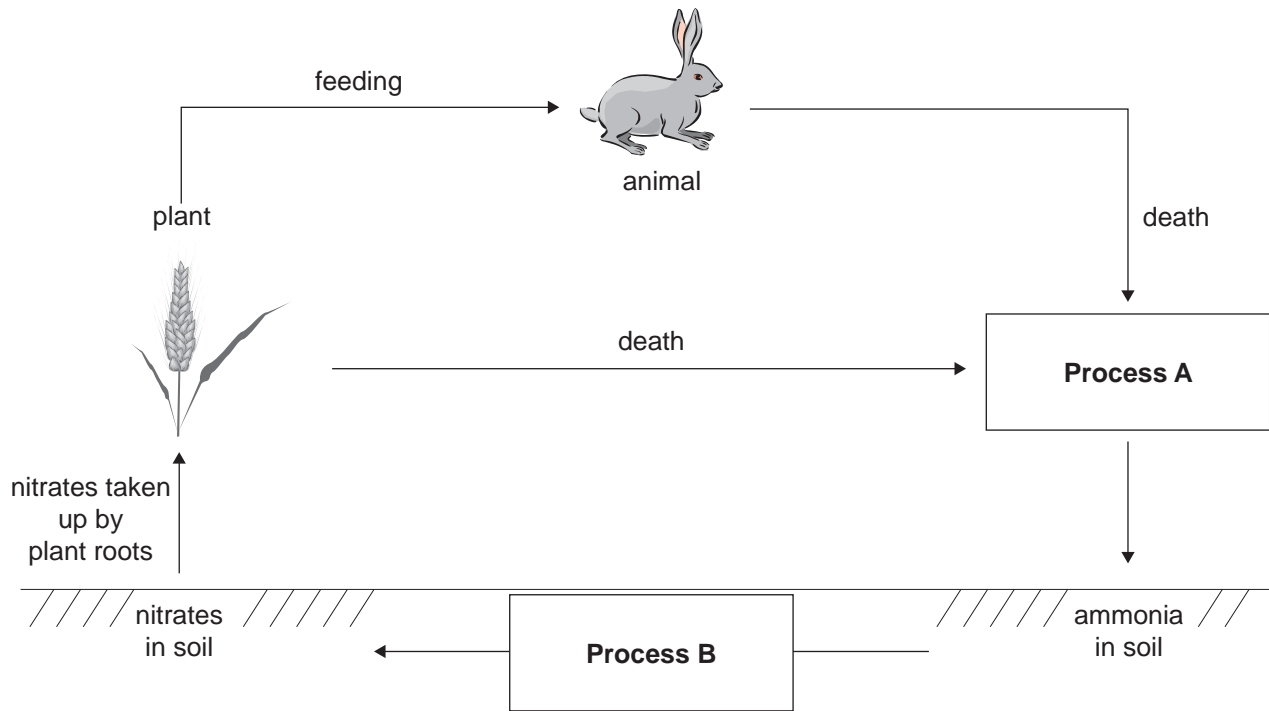 feeding
animal
plant
death
death
Process A
nitrates taken
up by
plant roots
nitrates
in soil
Process B
ammonia
in soil